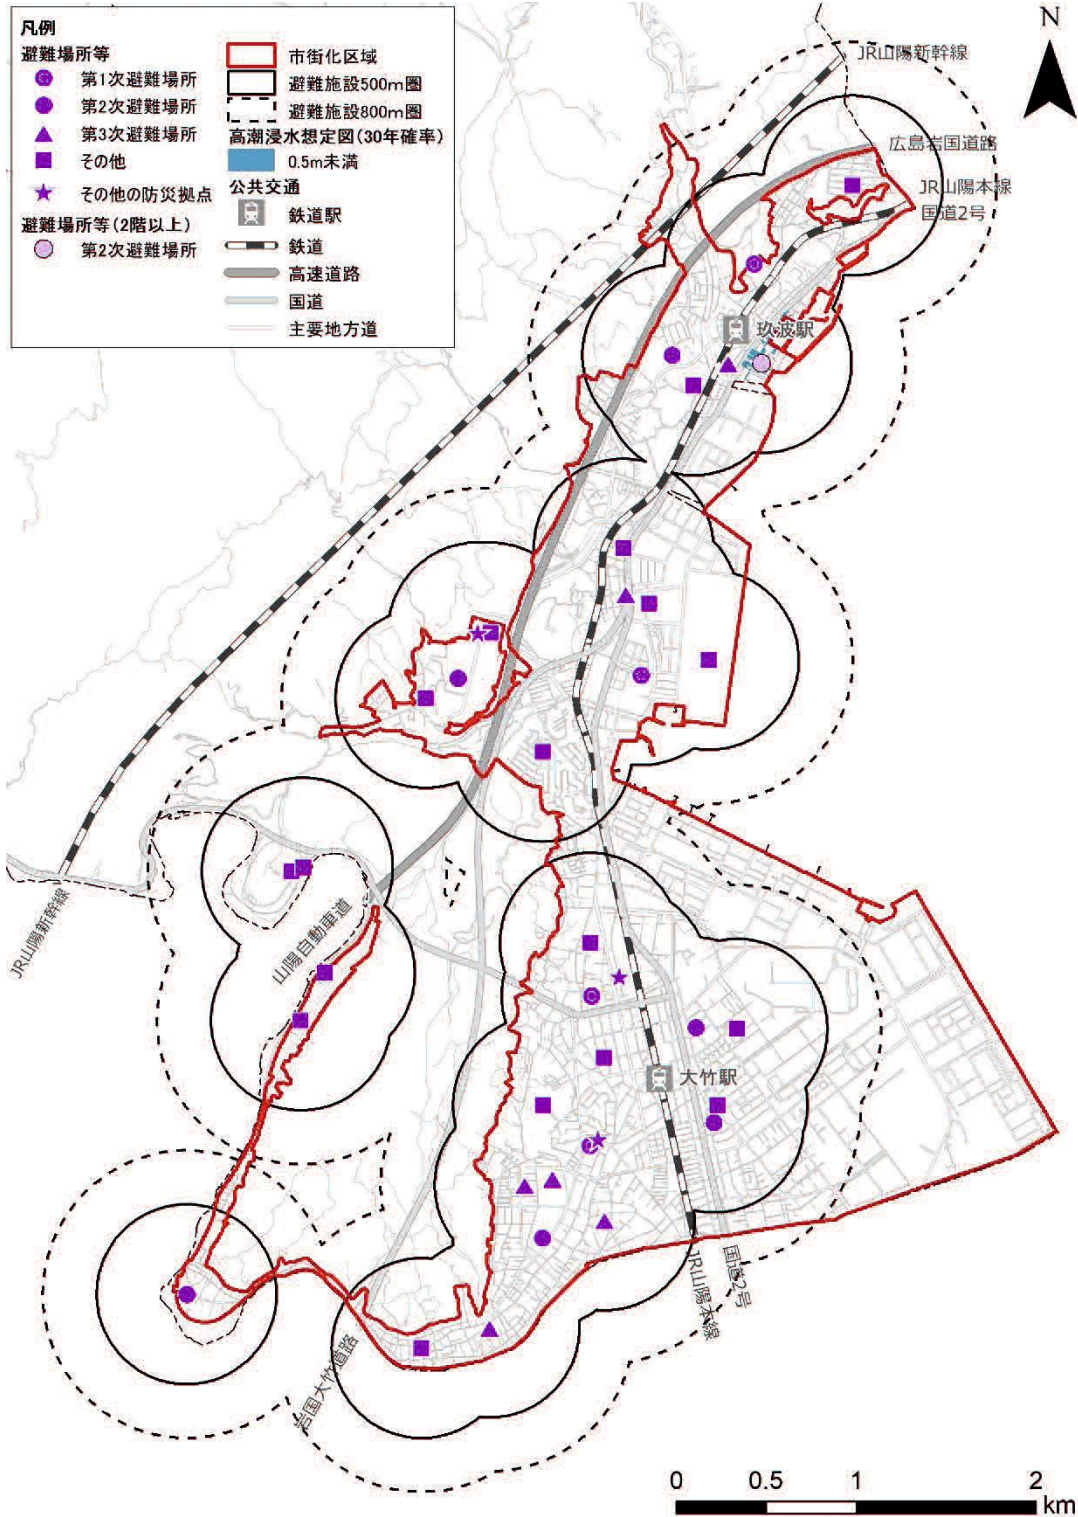 凡例
避難場所等
第1次避難場所
第2次避難場所
第3次避難場所
その他
その他の防災拠点
避難場所等(2階以上)
第2次避難場所
市街化区域
避難施設500m圏
避難施設800m圏
高潮浸水想定図(30年確率)
0.5m未満
公共交通
鉄道駅
鉄道
高速道路
国道
主要地方道
N
JR山陽新幹線
広島岩国道路
JR山陽本線
国道2号
玖波駅
JR山陽新幹線
山陽自動車道
大竹駅
岩国大竹道路
JR山陽本線
国道2号
0 0.5 1 2
km